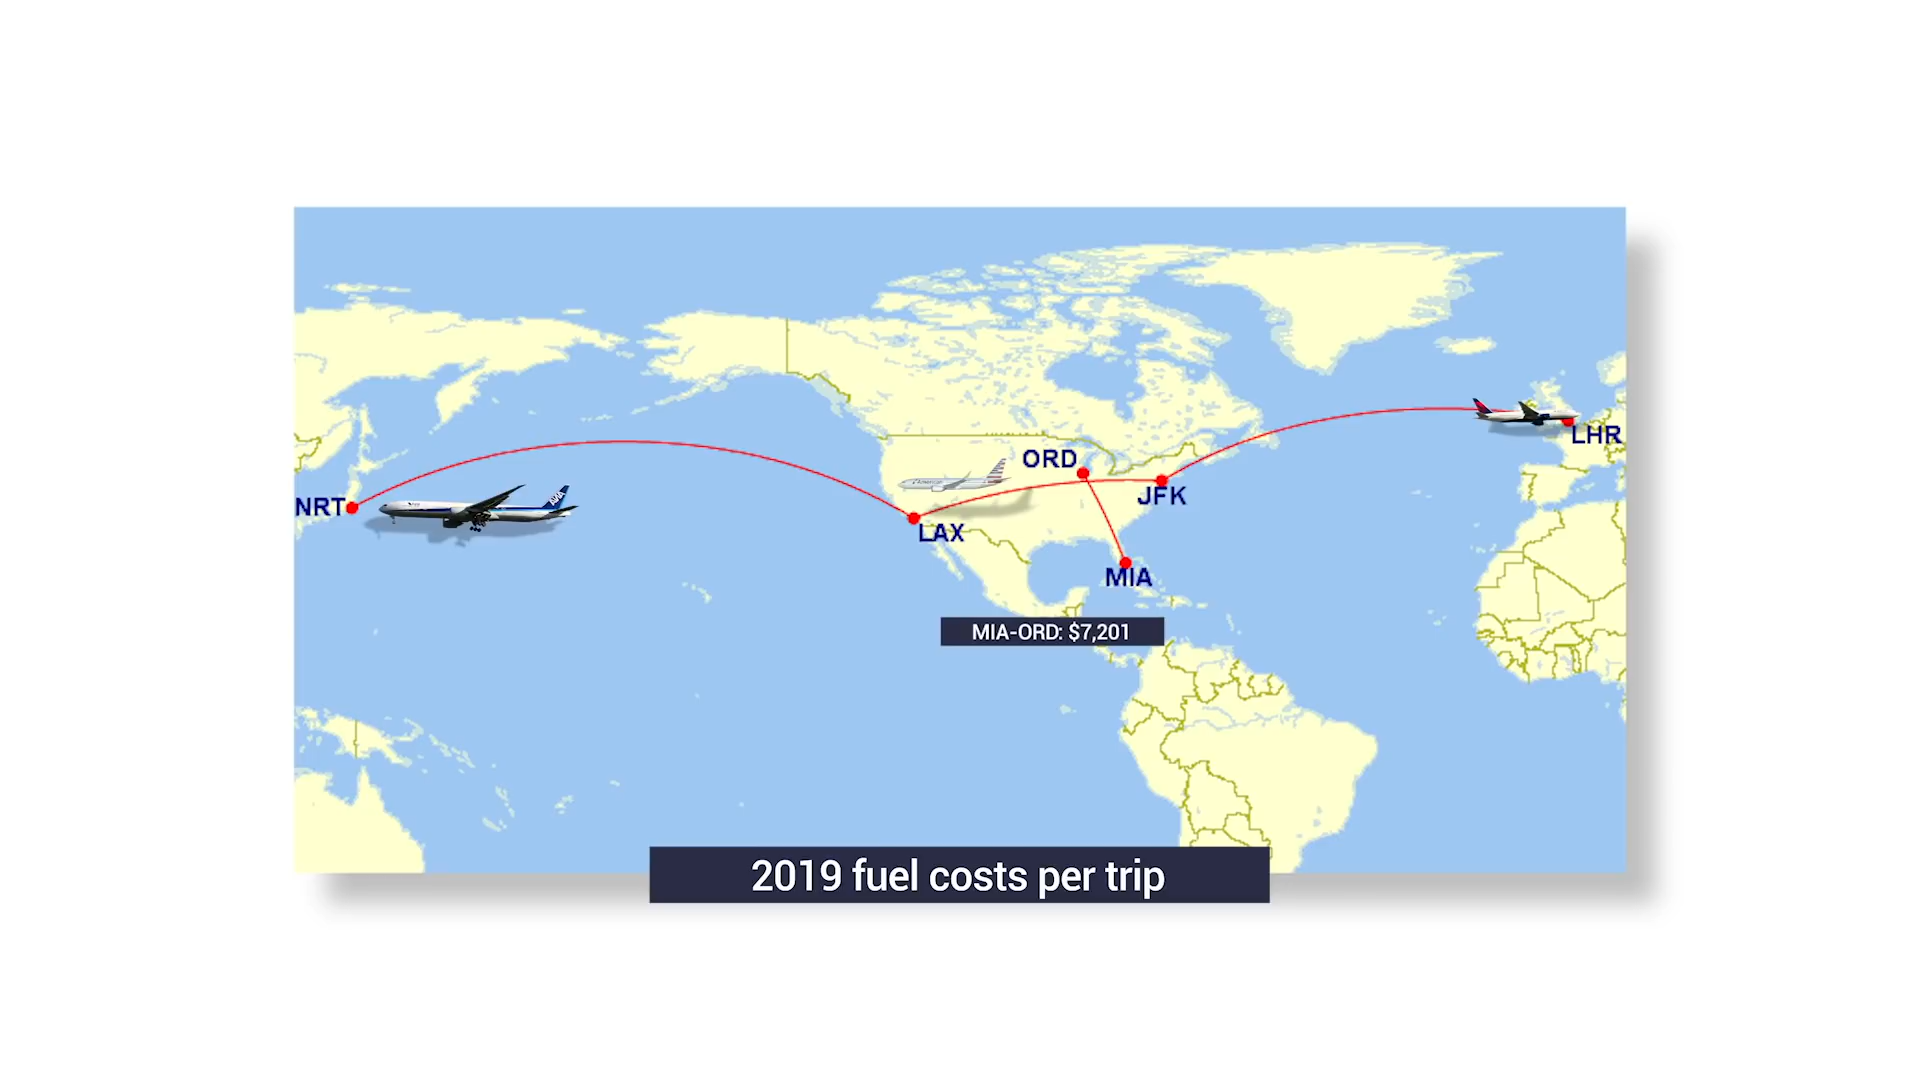 LHR
ORD
JFK
NRT
LAX
MIA
MIA-ORD: $7,201
2019 fuel costs per trip